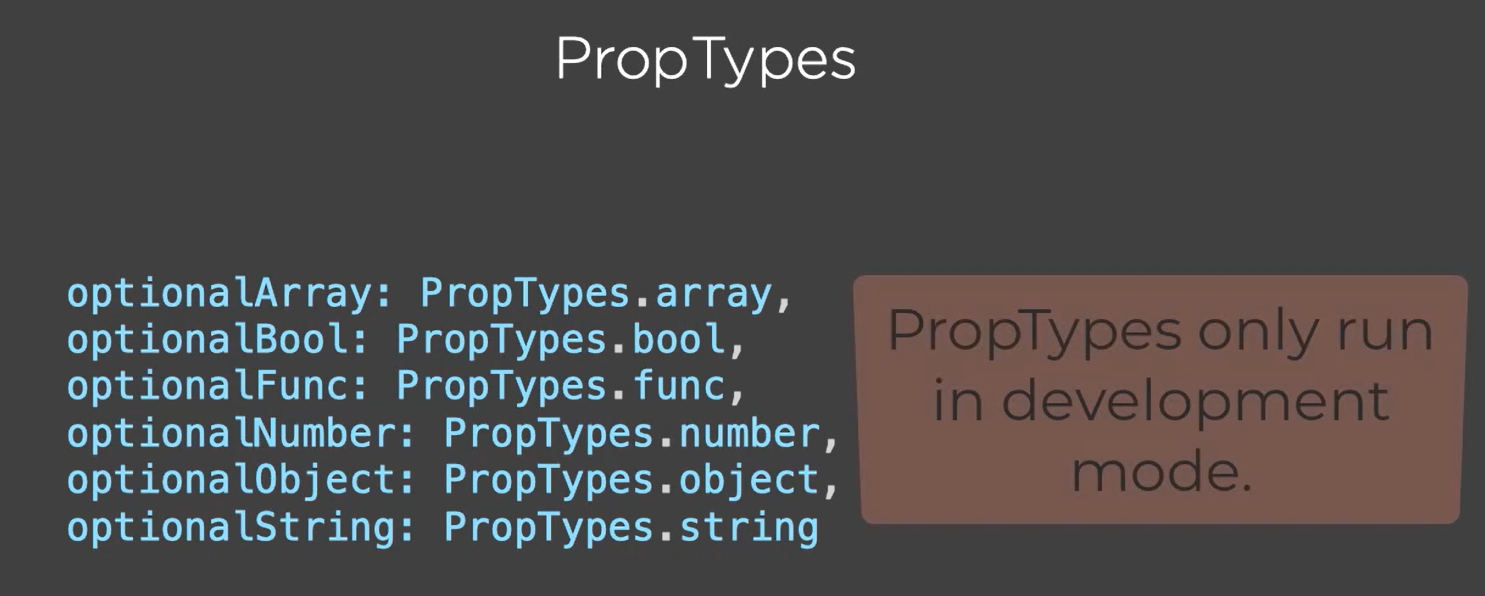 PropTypes
optionalArray: PropTypes.array,
optionalBool: PropTypes.bool,
optionalFunc: PropTypes.func,
optionalNumber: PropTypes.number,
optionalObject: PropTypes.object,
optionalString: PropTypes.string
PropTypes only run
in development
mode.